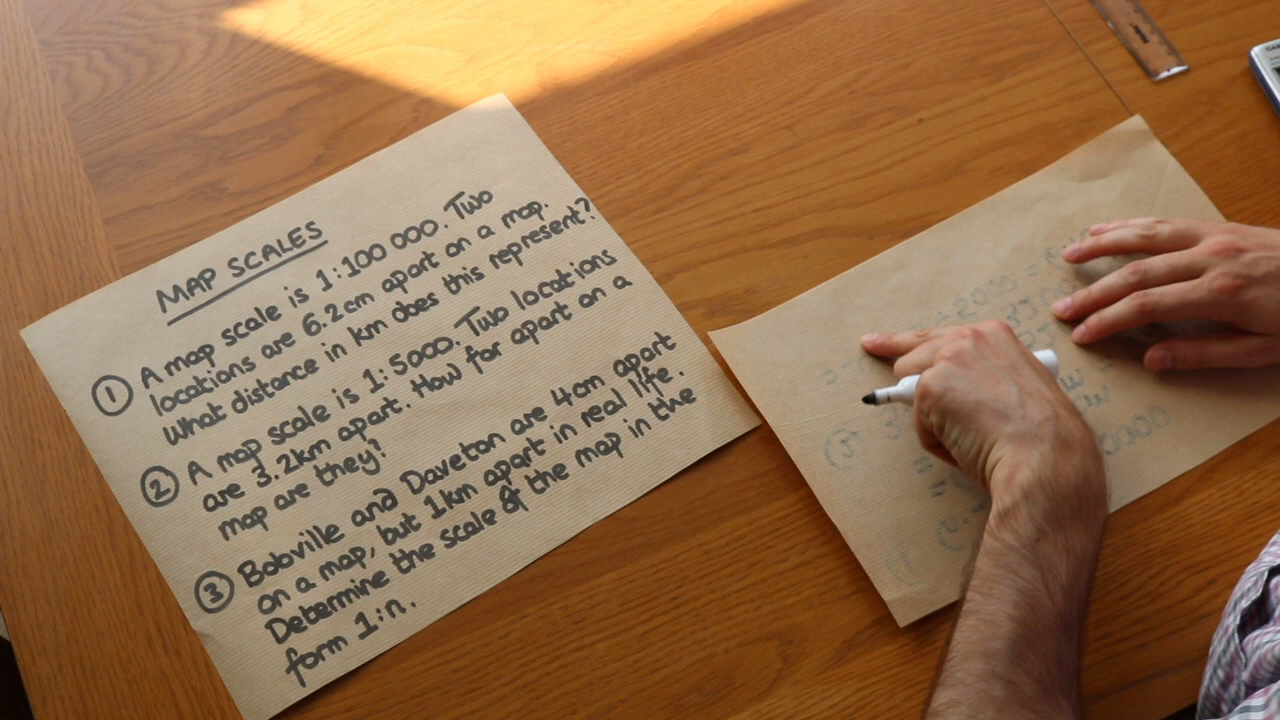 MAP SCALES
① A map scale is 1:100 000. Two
locations are 6.2cm apart on a map.
What distance in km does this represent?
② A map scale is 1:5000. Two locations
are 3.2km apart. How far apart on a
map are they?
③ Bobville and Daveton are 4cm apart
on a map, but 1km apart in real life.
Determine the scale of the map in the
form 1:n.